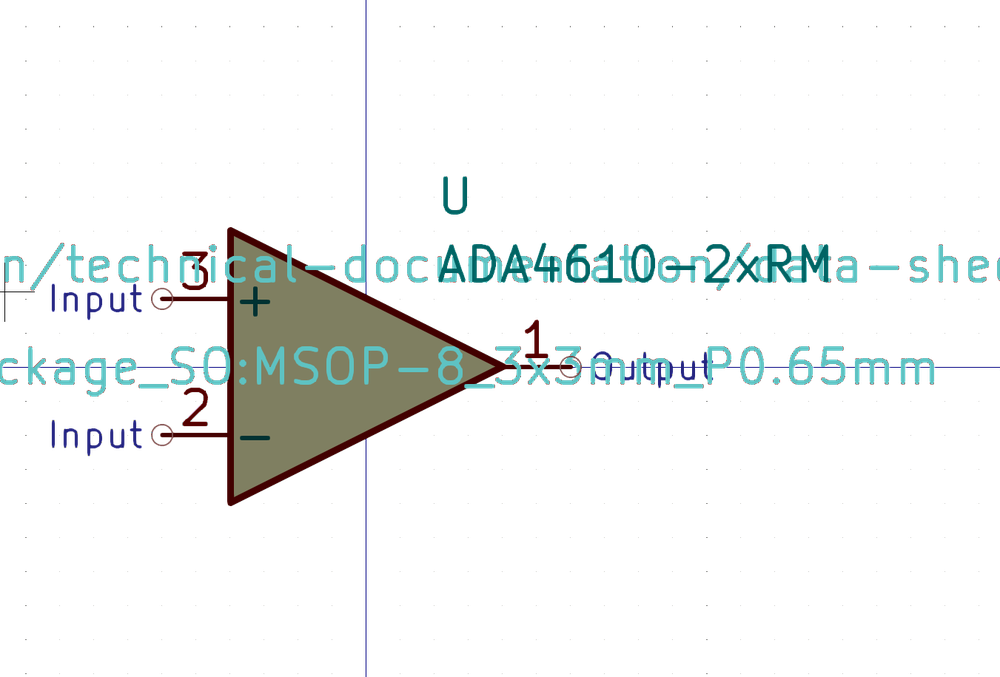 U
n/technical-documentation/data-shee
ADA4610-2xRM
3
Input
+
1
Output
ckage_SO:MSOP-8_3x3mm_P0.65mm
2
Input
−